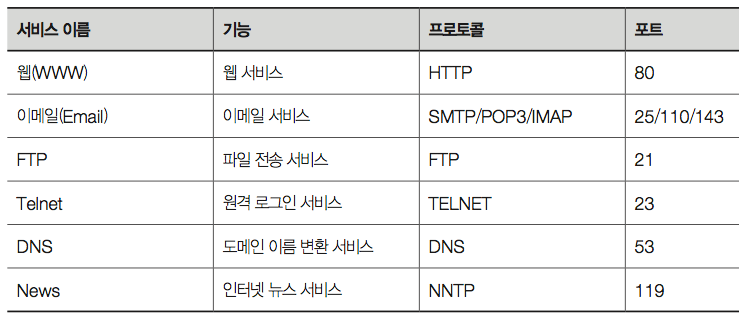 서비스 이름 기능 프로토콜 포트
웹(WWW) 웹 서비스 HTTP 80
이메일(Email) 이메일 서비스 SMTP/POP3/IMAP 25/110/143
FTP 파일 전송 서비스 FTP 21
Telnet 원격 로그인 서비스 TELNET 23
DNS 도메인 이름 변환 서비스 DNS 53
News 인터넷 뉴스 서비스 NNTP 119